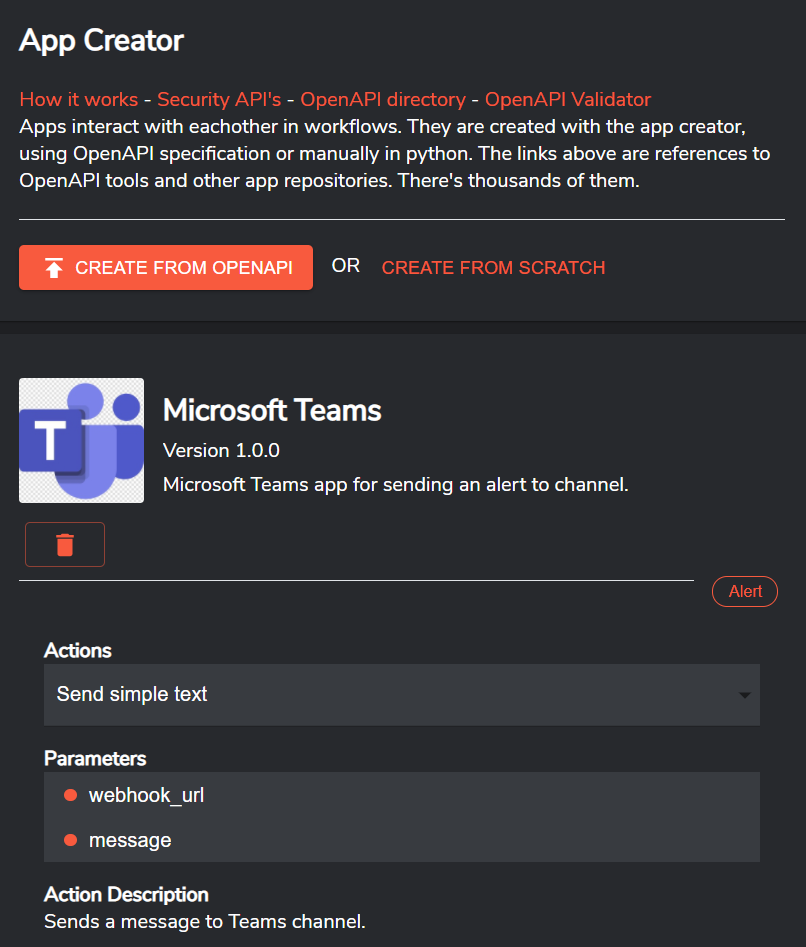 App Creator
How it works - Security API's - OpenAPI directory - OpenAPI Validator
Apps interact with eachother in workflows. They are created with the app creator,
using OpenAPI specification or manually in python. The links above are references to
OpenAPI tools and other app repositories. There's thousands of them.
CREATE FROM OPENAPI OR CREATE FROM SCRATCH
T
Microsoft Teams
Version 1.0.0
Microsoft Teams app for sending an alert to channel.
Alert
Actions
Send simple text
Parameters
webhook_url
message
Action Description
Sends a message to Teams channel.